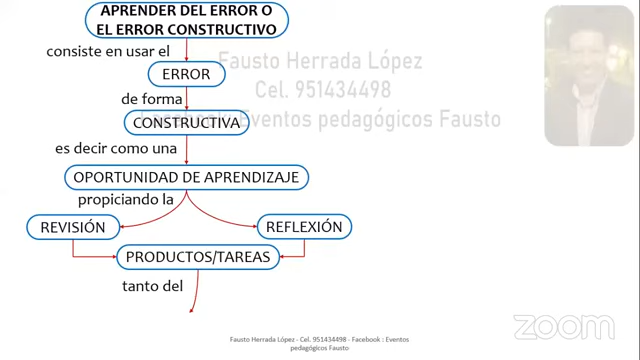 APRENDER DEL ERROR O
EL ERROR CONSTRUCTIVO
consiste en usar el
ERROR
de forma
CONSTRUCTIVA
es decir como una
OPORTUNIDAD DE APRENDIZAJE
propiciando la
REVISIÓN
REFLEXIÓN
PRODUCTOS/TAREAS
tanto del
Fausto Herrada López
Cel. 951434498
Facebook: Eventos pedagógicos Fausto
Fausto Herrada López - Cel. 951434498 - Facebook : Eventos
pedagógicos Fausto
zoom